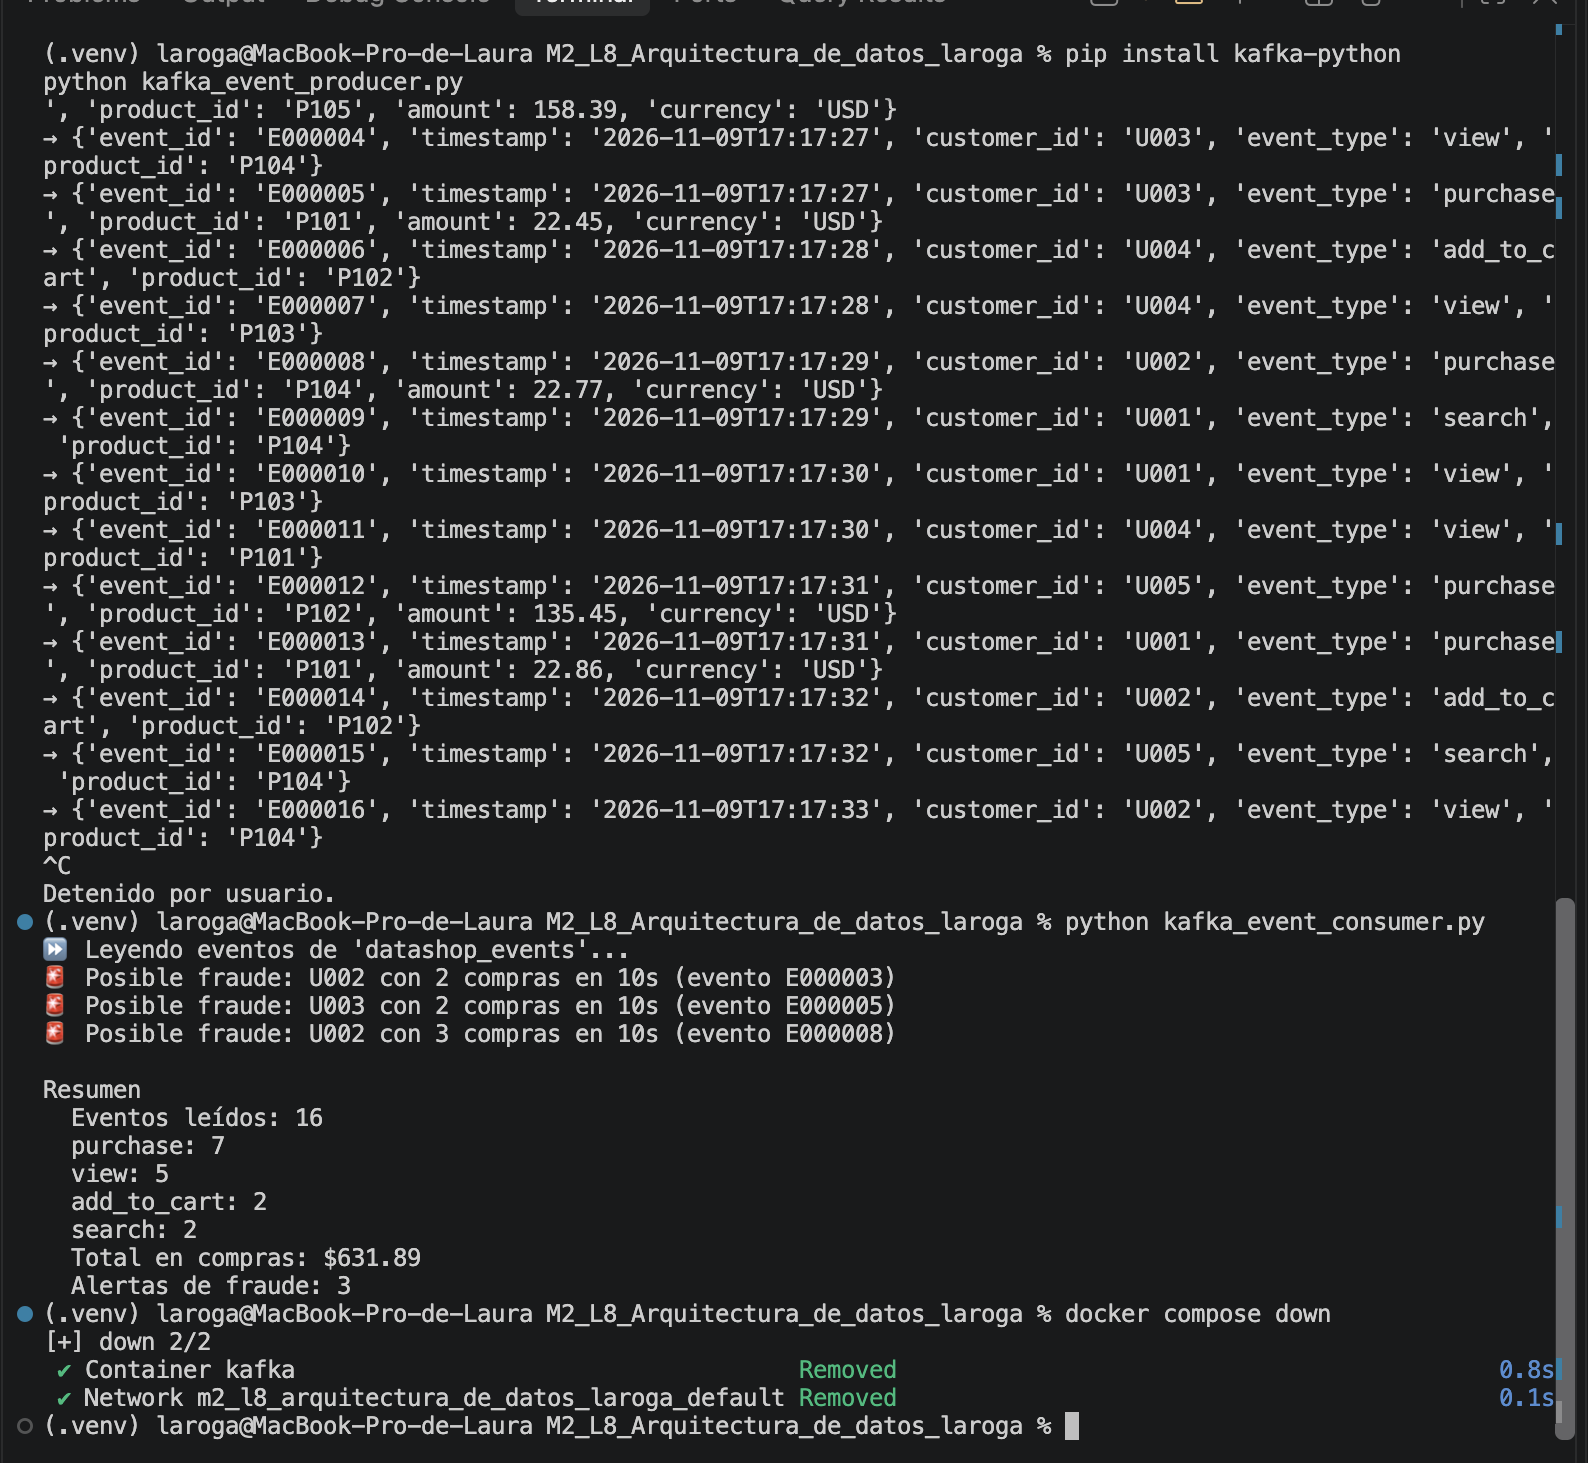 Terminal
(.venv) laroga@MacBook-Pro-de-Laura M2_L8_Arquitectura_de_datos_laroga % pip install kafka-python
python kafka_event_producer.py
', 'product_id': 'P105', 'amount': 158.39, 'currency': 'USD'}
→ {'event_id': 'E000004', 'timestamp': '2026-11-09T17:17:27', 'customer_id': 'U003', 'event_type': 'view', '
product_id': 'P104'}
→ {'event_id': 'E000005', 'timestamp': '2026-11-09T17:17:27', 'customer_id': 'U003', 'event_type': 'purchase
', 'product_id': 'P101', 'amount': 22.45, 'currency': 'USD'}
→ {'event_id': 'E000006', 'timestamp': '2026-11-09T17:17:28', 'customer_id': 'U004', 'event_type': 'add_to_c
art', 'product_id': 'P102'}
→ {'event_id': 'E000007', 'timestamp': '2026-11-09T17:17:28', 'customer_id': 'U004', 'event_type': 'view', '
product_id': 'P103'}
→ {'event_id': 'E000008', 'timestamp': '2026-11-09T17:17:29', 'customer_id': 'U002', 'event_type': 'purchase
', 'product_id': 'P104', 'amount': 22.77, 'currency': 'USD'}
→ {'event_id': 'E000009', 'timestamp': '2026-11-09T17:17:29', 'customer_id': 'U001', 'event_type': 'search',
 'product_id': 'P104'}
→ {'event_id': 'E000010', 'timestamp': '2026-11-09T17:17:30', 'customer_id': 'U001', 'event_type': 'view', '
product_id': 'P103'}
→ {'event_id': 'E000011', 'timestamp': '2026-11-09T17:17:30', 'customer_id': 'U004', 'event_type': 'view', '
product_id': 'P101'}
→ {'event_id': 'E000012', 'timestamp': '2026-11-09T17:17:31', 'customer_id': 'U005', 'event_type': 'purchase
', 'product_id': 'P102', 'amount': 135.45, 'currency': 'USD'}
→ {'event_id': 'E000013', 'timestamp': '2026-11-09T17:17:31', 'customer_id': 'U001', 'event_type': 'purchase
', 'product_id': 'P101', 'amount': 22.86, 'currency': 'USD'}
→ {'event_id': 'E000014', 'timestamp': '2026-11-09T17:17:32', 'customer_id': 'U002', 'event_type': 'add_to_c
art', 'product_id': 'P102'}
→ {'event_id': 'E000015', 'timestamp': '2026-11-09T17:17:32', 'customer_id': 'U005', 'event_type': 'search',
 'product_id': 'P104'}
→ {'event_id': 'E000016', 'timestamp': '2026-11-09T17:17:33', 'customer_id': 'U002', 'event_type': 'view', '
product_id': 'P104'}
^C
Detenido por usuario.
(.venv) laroga@MacBook-Pro-de-Laura M2_L8_Arquitectura_de_datos_laroga % python kafka_event_consumer.py
⏩ Leyendo eventos de 'datashop_events'...
🚨 Posible fraude: U002 con 2 compras en 10s (evento E000003)
🚨 Posible fraude: U003 con 2 compras en 10s (evento E000005)
🚨 Posible fraude: U002 con 3 compras en 10s (evento E000008)
Resumen
  Eventos leídos: 16
  purchase: 7
  view: 5
  add_to_cart: 2
  search: 2
  Total en compras: $631.89
  Alertas de fraude: 3
(.venv) laroga@MacBook-Pro-de-Laura M2_L8_Arquitectura_de_datos_laroga % docker compose down
[+] down 2/2
 ✔ Container kafka Removed 0.8s
 ✔ Network m2_l8_arquitectura_de_datos_laroga_default Removed 0.1s
(.venv) laroga@MacBook-Pro-de-Laura M2_L8_Arquitectura_de_datos_laroga %